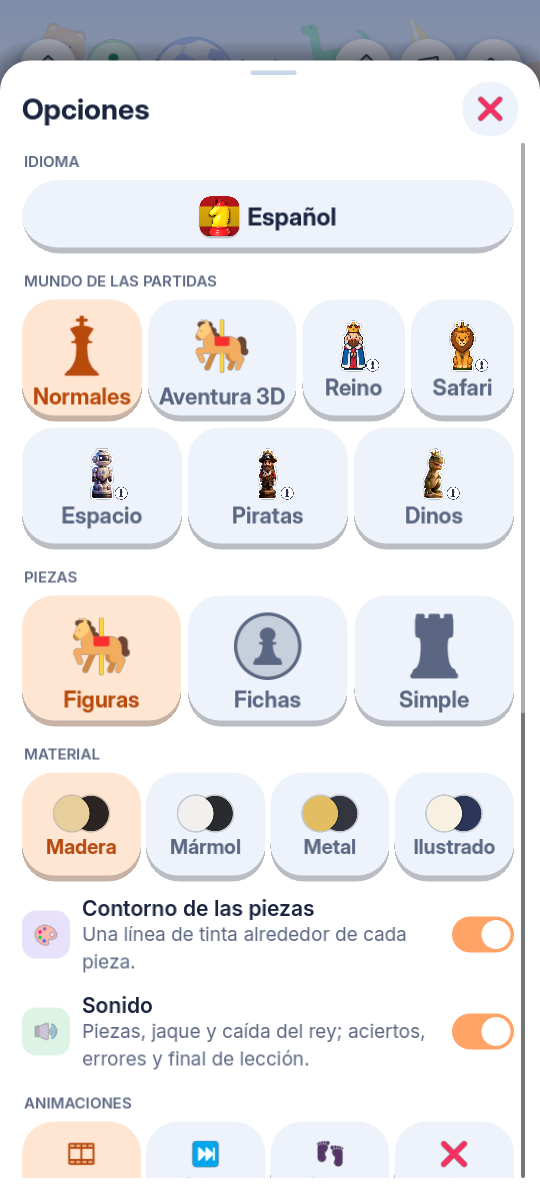 Opciones
IDIOMA
Español
MUNDO DE LAS PARTIDAS
Normales
Aventura 3D
Reino
Safari
Espacio
Piratas
Dinos
PIEZAS
Figuras
Fichas
Simple
MATERIAL
Madera
Mármol
Metal
Ilustrado
Contorno de las piezas
Una línea de tinta alrededor de cada
pieza.
Sonido
Piezas, jaque y caída del rey; aciertos,
errores y final de lección.
ANIMACIONES